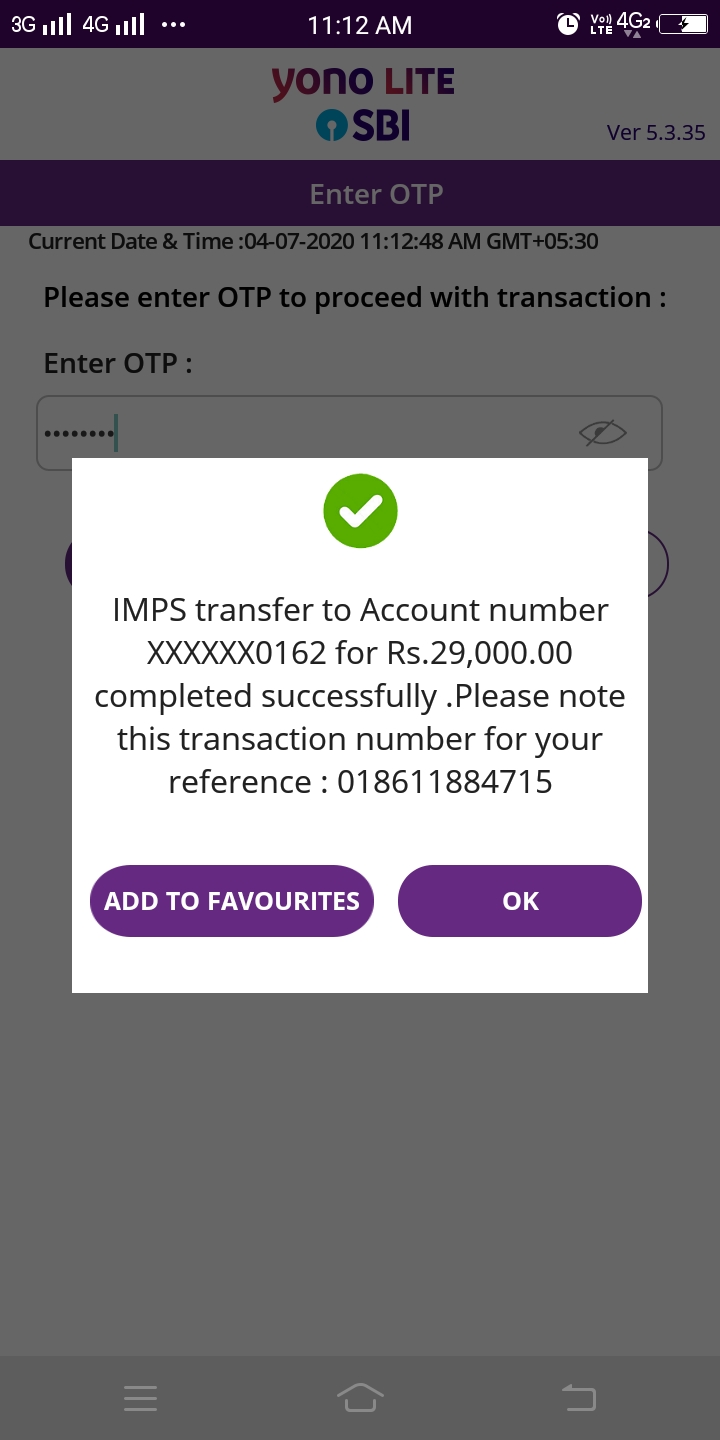 3G 4G ... 11:12 AM Vo)) LTE 4G2
yono LITE
SBI
Ver 5.3.35
Enter OTP
Current Date & Time :04-07-2020 11:12:48 AM GMT+05:30
Please enter OTP to proceed with transaction :
Enter OTP :
••••••••
IMPS transfer to Account number
XXXXXX0162 for Rs.29,000.00
completed successfully .Please note
this transaction number for your
reference : 018611884715
ADD TO FAVOURITES OK